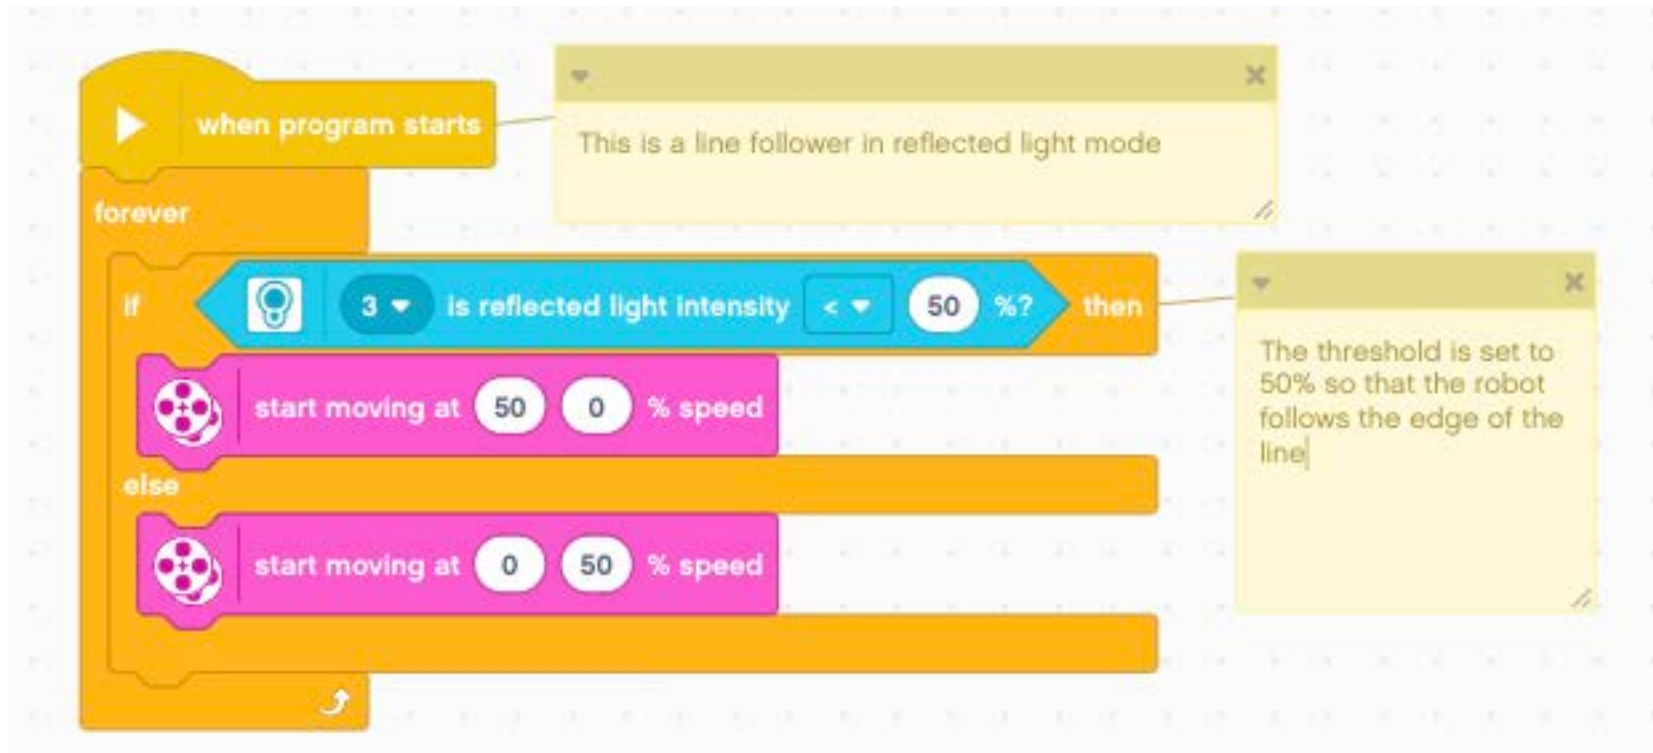 when program starts
This is a line follower in reflected light mode
forever
if 3 is reflected light intensity < 50 %? then
The threshold is set to
50% so that the robot
follows the edge of the
line
start moving at 50 0 % speed
else
start moving at 0 50 % speed